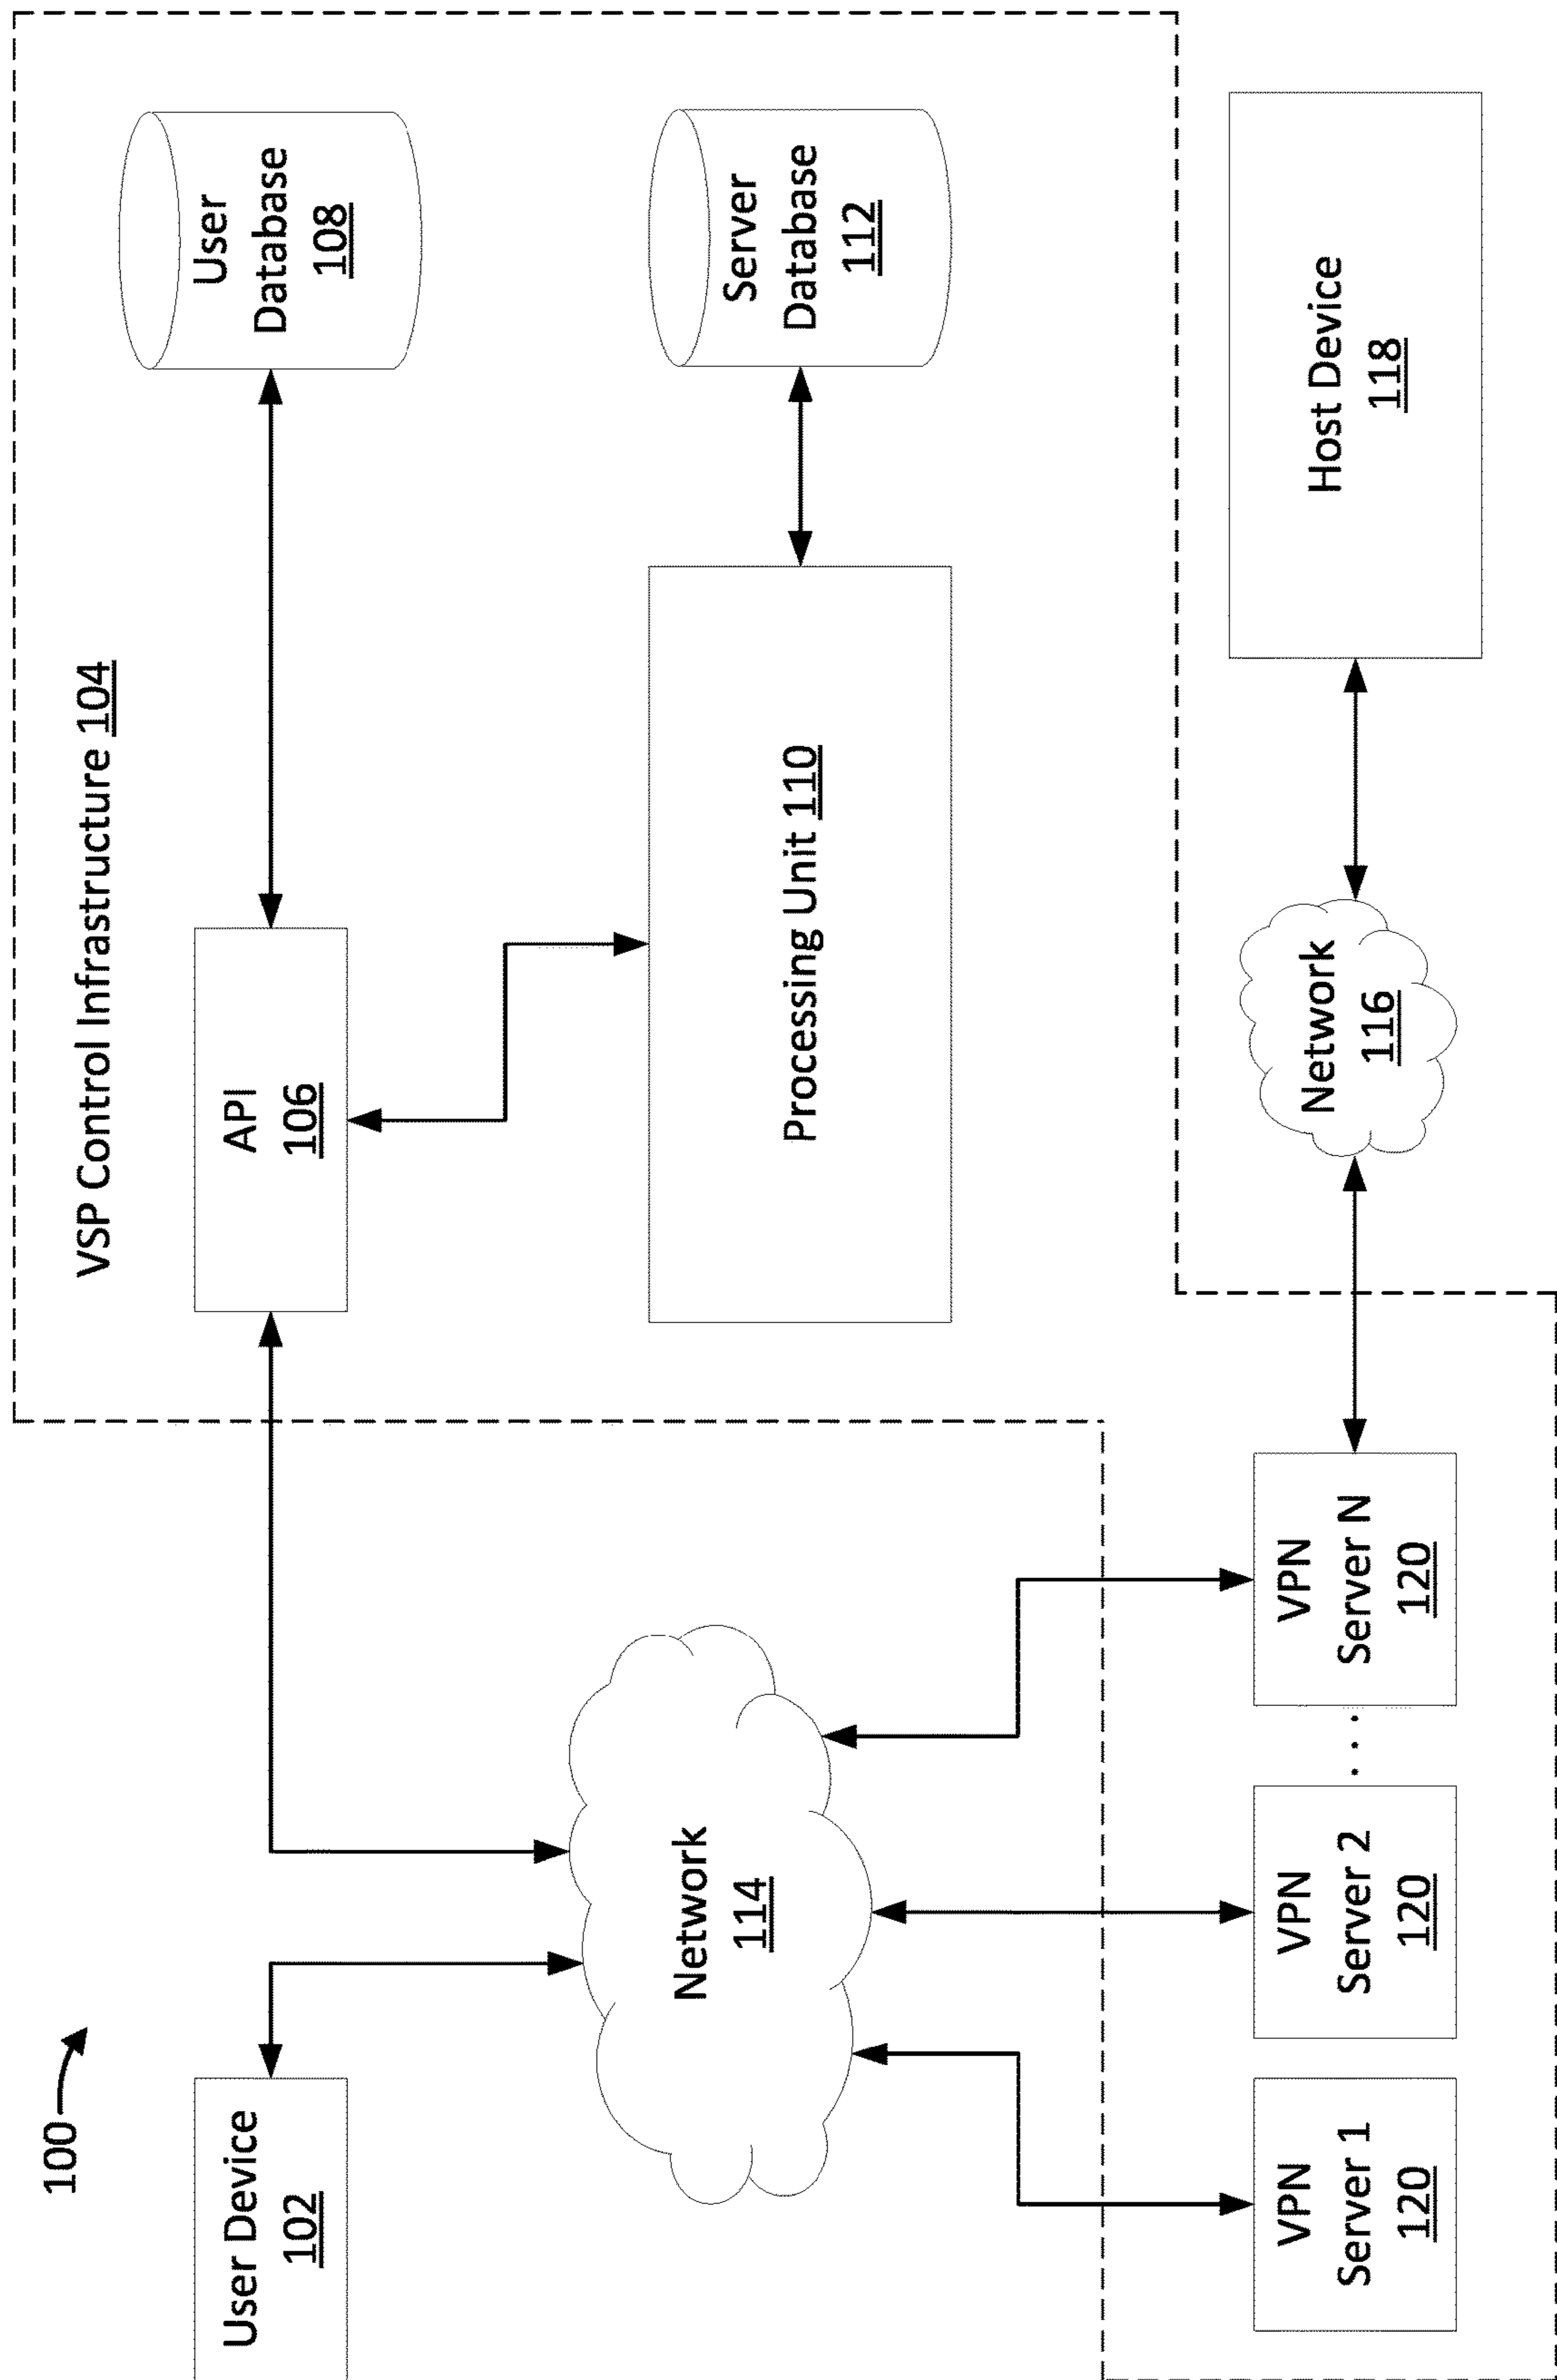 100
VSP Control Infrastructure 104
User Device
102
API
106
User
Database
108
Network
114
Processing Unit 110
Server
Database
112
VPN
Server 1
120
VPN
Server 2
120
. . .
VPN
Server N
120
Network
116
Host Device
118